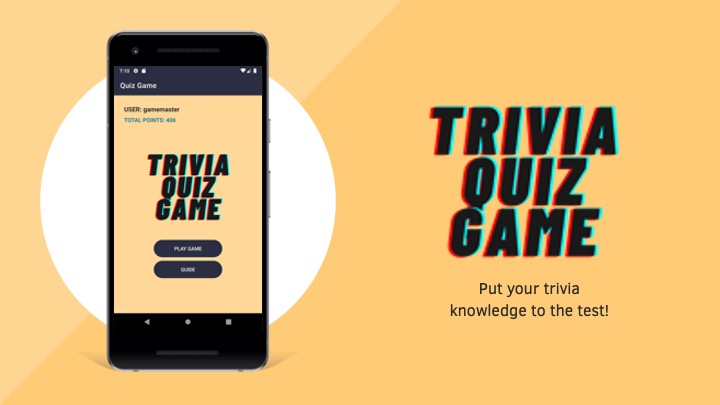 7:10
Quiz Game
USER: gamemaster
TOTAL POINTS: 406
TRIVIA
QUIZ
GAME
PLAY GAME
GUIDE
TRIVIA
QUIZ
GAME
Put your trivia
knowledge to the test!